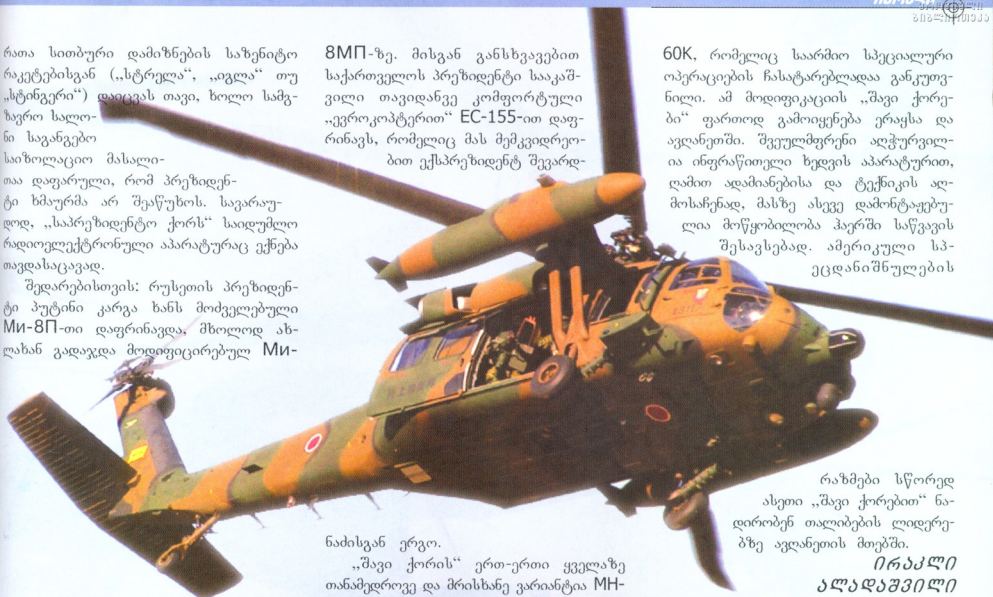 რათა სითბური დამიზნების საზენიტო
რაკეტებისგან („სტრელა“, „იგლა“ თუ
„სტინგერი“) დაიცვას თავი, ხოლო სამგ-
ზავრო სალო-
ნი საგანგებო
საიზოლაციო მასალი-
თაა დაფარული, რომ პრეზიდენ-
ტი ხმაურმა არ შეაწუხოს. სავარაუ-
დოდ, „საპრეზიდენტო ქორს“ საიდუმლო
რადიოელექტრონული აპარატურაც ექნება
თავდასაცავად.
შედარებისთვის: რუსეთის პრეზიდენ-
ტი პუტინი კარგა ხანს მოძველებული
Ми-8П-თი დაფრინავდა, მხოლოდ ახ-
ლახან გადაჯდა მოდიფიცირებულ Ми-
8МП-ზე. მისგან განსხვავებით
საქართველოს პრეზიდენტი სააკაშ-
ვილი თავიდანვე კომფორტული
„ევროკოპტერით“ EC-155-ით დაფ-
რინავს, რომელიც მას მემკვიდრეო-
ბით ექსპრეზიდენტ შევარდ-
ნაძისგან ერგო.
„შავი ქორის“ ერთ-ერთი ყველაზე
თანამედროვე და მრისხანე ვარიანტია MH-
60K, რომელიც საარმიო სპეციალური
ოპერაციების ჩასატარებლადაა განკუთვ-
ნილი. ამ მოდიფიკაციის „შავი ქორე-
ბი“ ფართოდ გამოიყენება ერაყსა და
ავღანეთში. შვეულმფრენი აღჭურვილ-
ია ინფრაწითელი ხედვის აპარატურით,
ღამით ადამიანებისა და ტექნიკის აღ-
მოსაჩენად, მასზე ასევე დამონტაჟებუ-
ლია მოწყობილობა ჰაერში საწვავის
შესავსებად. ამერიკული სპ-
ეცდანიშნულების
რაზმები სწორედ
ასეთი „შავი ქორებით“ ნა-
დირობენ თალიბების ლიდერე-
ბზე ავღანეთის მთებში.
ირაკლი
ალადაშვილი